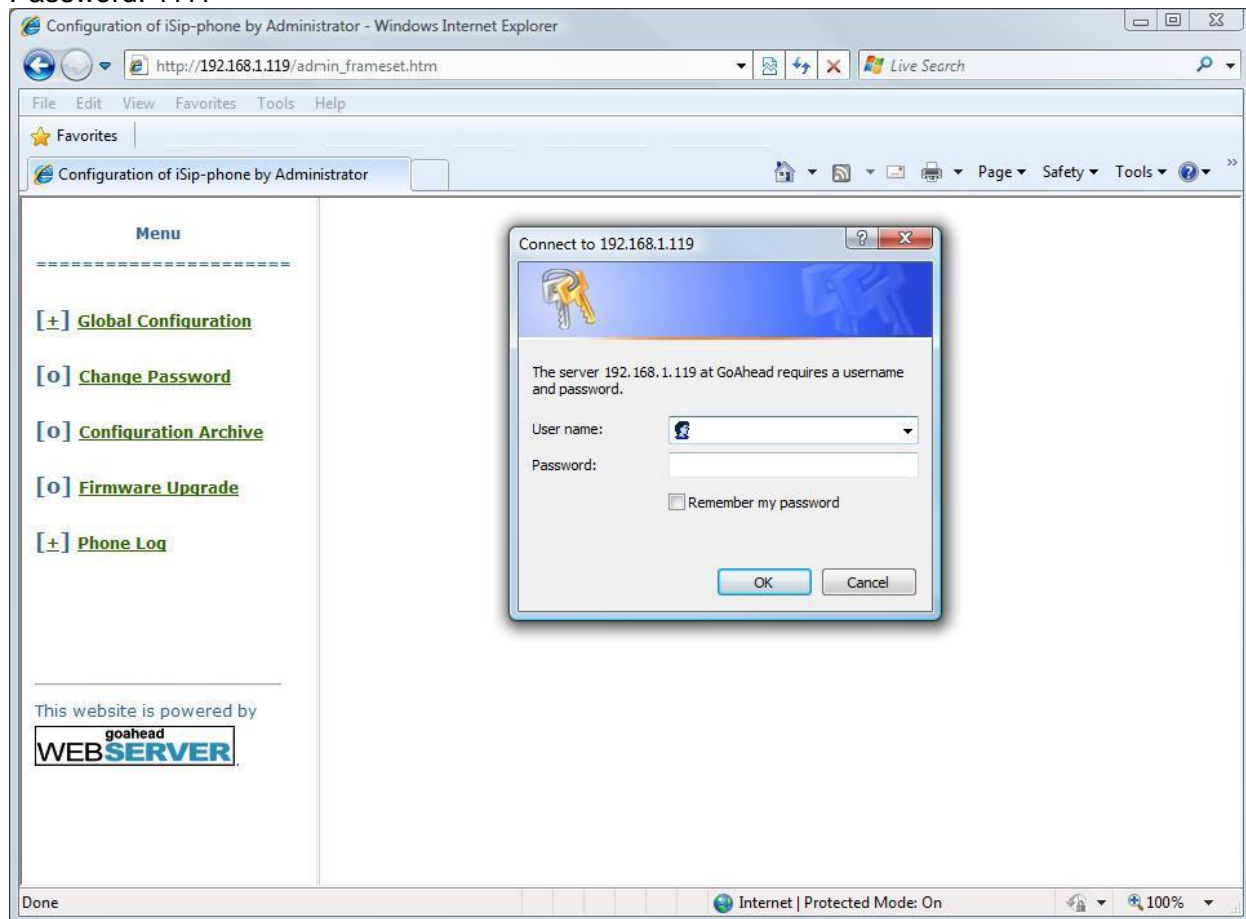 Password: 1111
Configuration of iSip-phone by Administrator - Windows Internet Explorer
http://192.168.1.119/admin_frameset.htm
Live Search
File Edit View Favorites Tools Help
Favorites
Configuration of iSip-phone by Administrator
Page Safety Tools
Menu
======================
[+] Global Configuration
[o] Change Password
[o] Configuration Archive
[o] Firmware Upgrade
[+] Phone Log
This website is powered by
goahead
WEBSERVER
Connect to 192.168.1.119
The server 192.168.1.119 at GoAhead requires a username
and password.
User name:
Password:
Remember my password
OK Cancel
Done
Internet | Protected Mode: On
100%